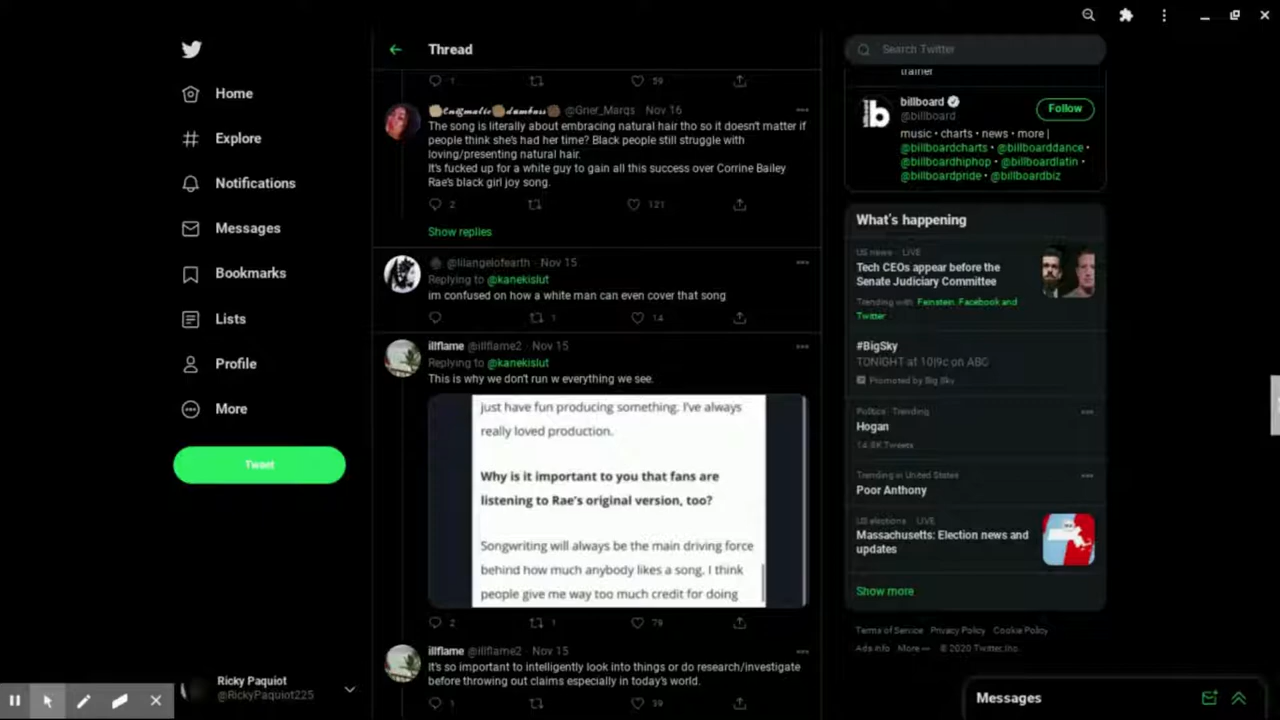 Home
Explore
Notifications
Messages
Bookmarks
Lists
Profile
More
Tweet
Ricky Paquiot
@RickyPaquiot225
Thread
1
59
@Gner_Marqs · Nov 16
The song is literally about embracing natural hair tho so it doesn't matter if
people think she's had her time? Black people still struggle with
loving/presenting natural hair.
It's fucked up for a white guy to gain all this success over Corrine Bailey
Rae's black girl joy song.
2
121
Show replies
@lilangelofearth · Nov 15
Replying to @kanekislut
im confused on how a white man can even cover that song
1
14
illflame @illflame2 · Nov 15
Replying to @kanekislut
This is why we don't run w everything we see.
just have fun producing something. I've always
really loved production.
Why is it important to you that fans are
listening to Rae's original version, too?
Songwriting will always be the main driving force
behind how much anybody likes a song. I think
people give me way too much credit for doing
2
1
79
illflame @illflame2 · Nov 15
It's so important to intelligently look into things or do research/investigate
before throwing out claims especially in today's world.
1
39
Search Twitter
trainer
billboard
@billboard
Follow
music • charts • news • more |
@billboardcharts • @billboarddance •
@billboardhiphop • @billboardlatin •
@billboardpride • @billboardbiz
What's happening
US news · LIVE
Tech CEOs appear before the
Senate Judiciary Committee
Trending with Feinstein, Facebook and
Twitter
#BigSky
TONIGHT at 10|9c on ABC
Promoted by Big Sky
Politics · Trending
Hogan
14.8K Tweets
Trending in United States
Poor Anthony
US elections · LIVE
Massachusetts: Election news and
updates
Show more
Terms of Service Privacy Policy Cookie Policy
Ads info More © 2020 Twitter, Inc.
Messages